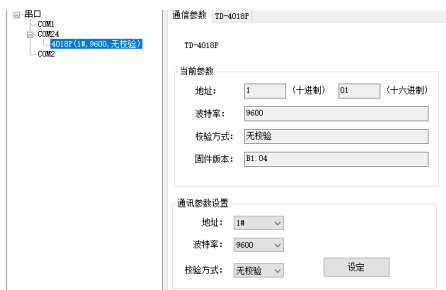 串口
COM1
COM24
4018P(1#,9600,无校验)
COM2
通信参数 TD-4018P
TD-4018P
当前参数
地址: 1 (十进制) 01 (十六进制)
波特率: 9600
校验方式: 无校验
固件版本: B1.04
通讯参数设置
地址: 1#
波特率: 9600
校验方式: 无校验 设定